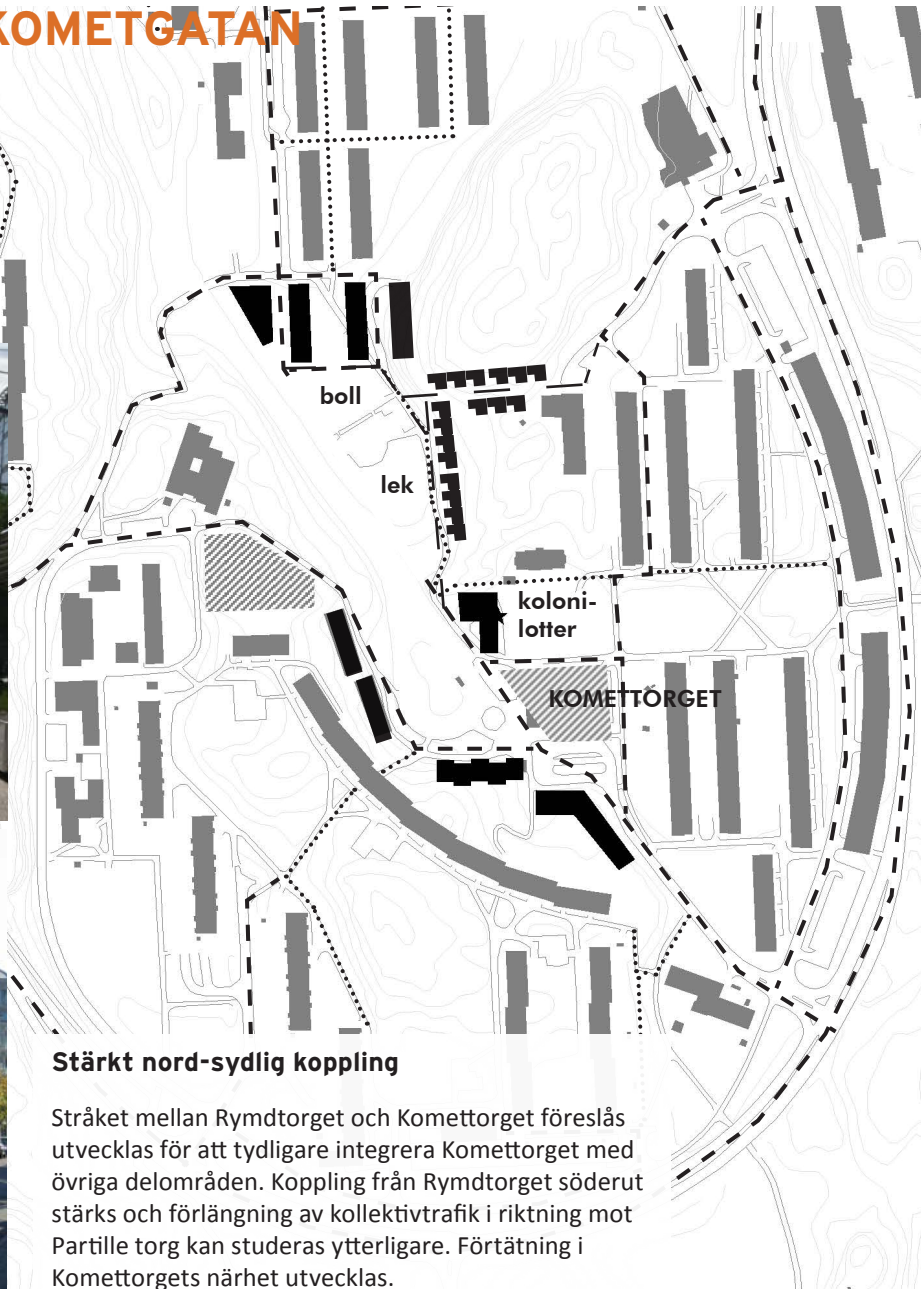 KOMETGATAN
boll
lek
koloni-
lotter
KOMETTORGET
Stärkt nord-sydlig koppling
Stråket mellan Rymdtorget och Komettorget föreslås
utvecklas för att tydligare integrera Komettorget med
övriga delområden. Koppling från Rymdtorget söderut
stärks och förlängning av kollektivtrafik i riktning mot
Partille torg kan studeras ytterligare. Förtätning i
Komettorgets närhet utvecklas.